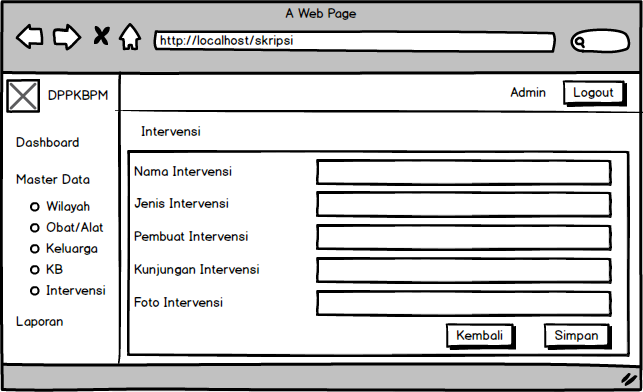 A Web Page
http://localhost/skripsi
DPPKBPM
Admin
Logout
Dashboard
Master Data
Wilayah
Obat/Alat
Keluarga
KB
Intervensi
Laporan
Intervensi
Nama Intervensi
Jenis Intervensi
Pembuat Intervensi
Kunjungan Intervensi
Foto Intervensi
Kembali
Simpan